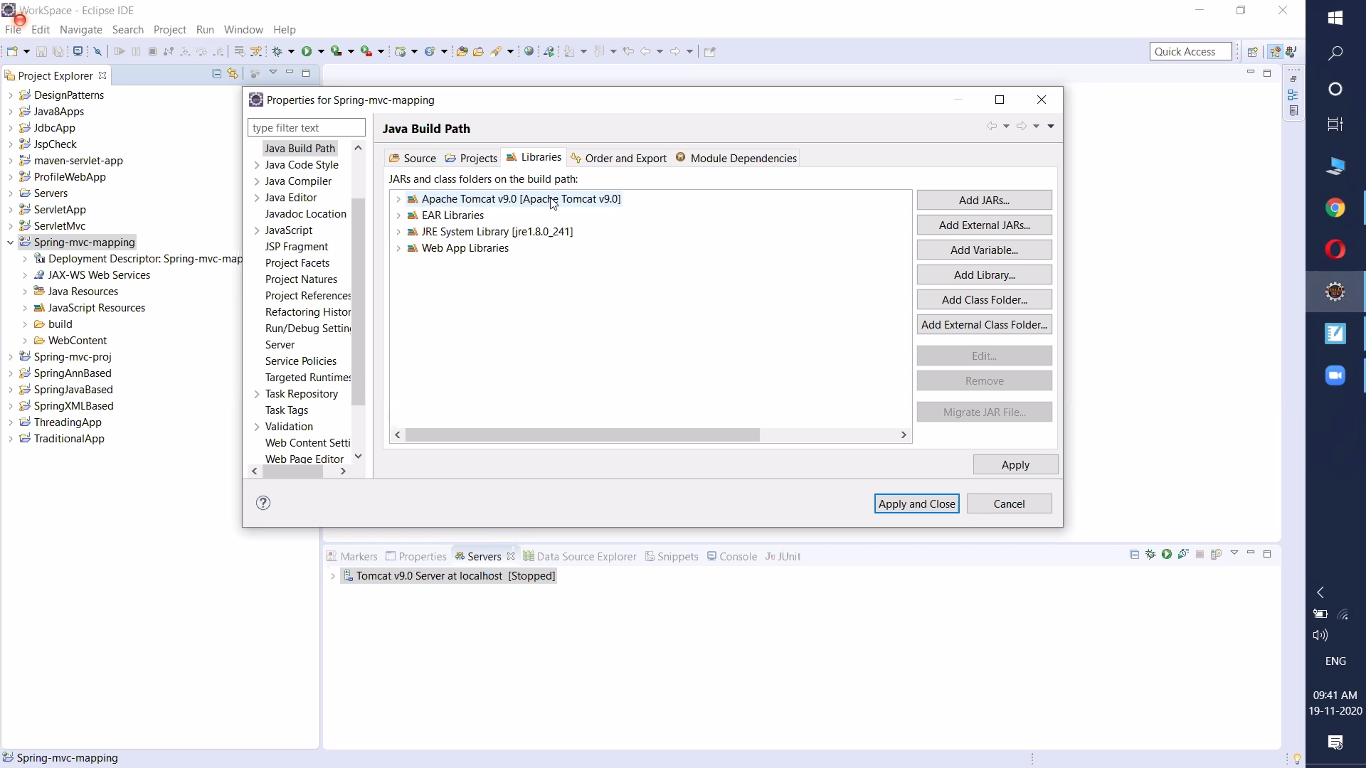 WorkSpace - Eclipse IDE
File Edit Navigate Search Project Run Window Help
Quick Access
Project Explorer
DesignPatterns
Java8Apps
JdbcApp
JspCheck
maven-servlet-app
ProfileWebApp
Servers
ServletApp
ServletMvc
Spring-mvc-mapping
Deployment Descriptor: Spring-mvc-map
JAX-WS Web Services
Java Resources
JavaScript Resources
build
WebContent
Spring-mvc-proj
SpringAnnBased
SpringJavaBased
SpringXMLBased
ThreadingApp
TraditionalApp
Properties for Spring-mvc-mapping
type filter text
Java Build Path
Java Code Style
Java Compiler
Java Editor
Javadoc Location
JavaScript
JSP Fragment
Project Facets
Project Natures
Project References
Refactoring Histor
Run/Debug Settin
Server
Service Policies
Targeted Runtimes
Task Repository
Task Tags
Validation
Web Content Setti
Web Page Editor
Java Build Path
Source Projects Libraries Order and Export Module Dependencies
JARs and class folders on the build path:
Apache Tomcat v9.0 [Apache Tomcat v9.0]
EAR Libraries
JRE System Library [jre1.8.0_241]
Web App Libraries
Add JARs...
Add External JARs...
Add Variable...
Add Library...
Add Class Folder...
Add External Class Folder...
Edit...
Remove
Migrate JAR File...
Apply
Apply and Close Cancel
Markers Properties Servers Data Source Explorer Snippets Console JUnit
Tomcat v9.0 Server at localhost [Stopped]
Spring-mvc-mapping
ENG
09:41 AM
19-11-2020